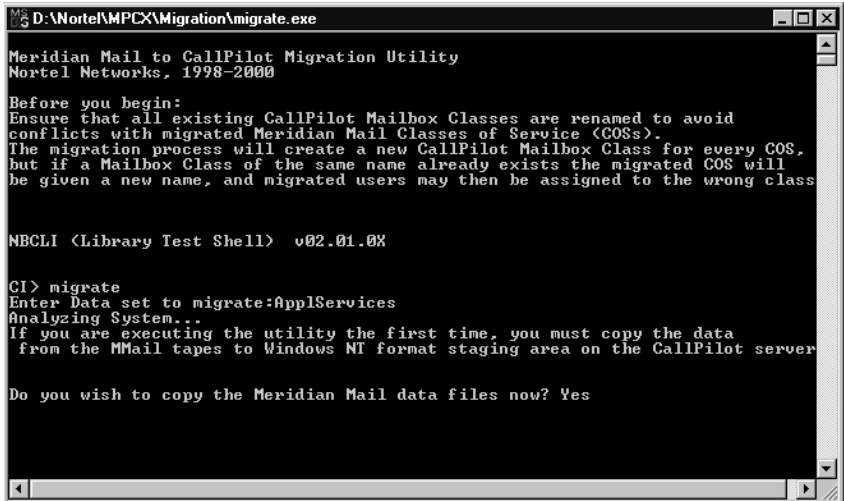 MS DOS D:\Nortel\MPCX\Migration\migrate.exe
Meridian Mail to CallPilot Migration Utility
Nortel Networks, 1998-2000
Before you begin:
Ensure that all existing CallPilot Mailbox Classes are renamed to avoid
conflicts with migrated Meridian Mail Classes of Service (COSs).
The migration process will create a new CallPilot Mailbox Class for every COS,
but if a Mailbox Class of the same name already exists the migrated COS will
be given a new name, and migrated users may then be assigned to the wrong class
NBCLI (Library Test Shell)  v02.01.0X
CI> migrate
Enter Data set to migrate:ApplServices
Analyzing System...
If you are executing the utility the first time, you must copy the data
from the MMail tapes to Windows NT format staging area on the CallPilot server
Do you wish to copy the Meridian Mail data files now? Yes